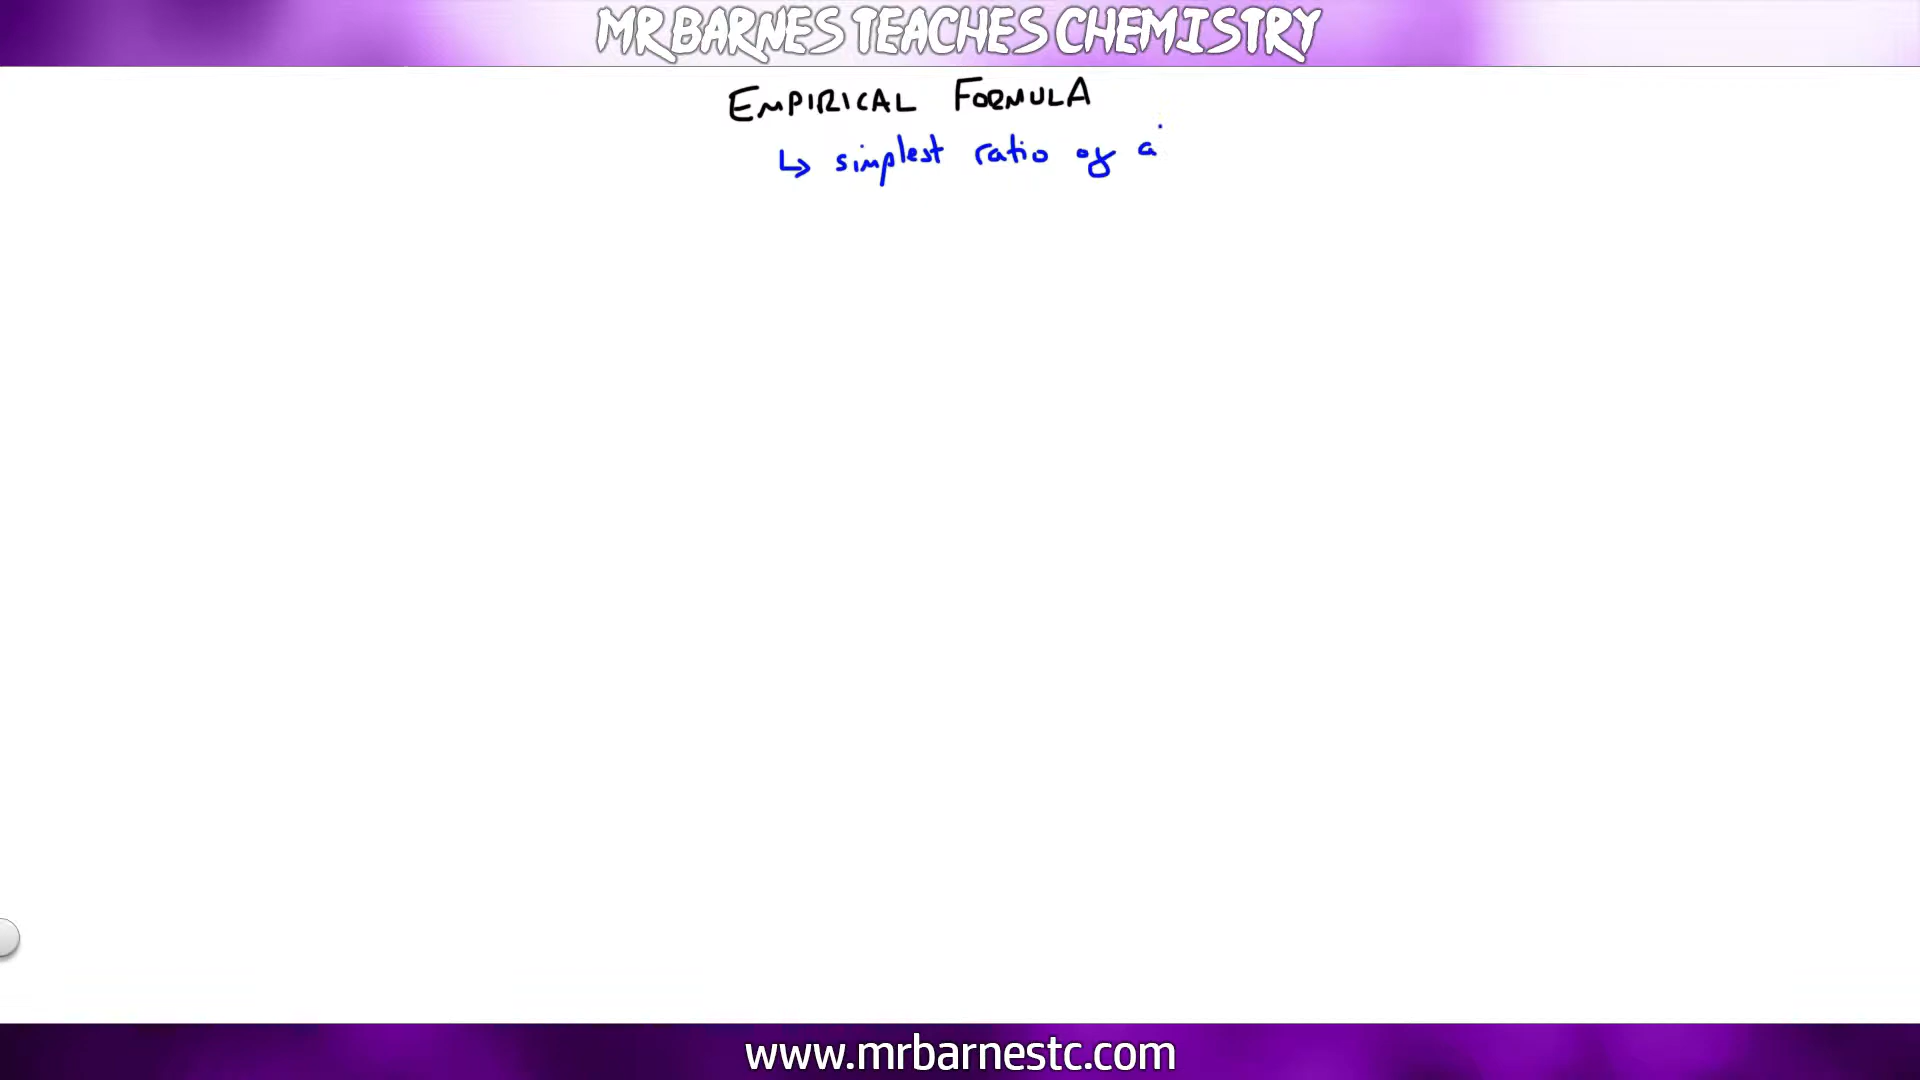 MR BARNES TEACHES CHEMISTRY
EMPIRICAL FORMULA
↳ simplest ratio of a
www.mrbarnestc.com